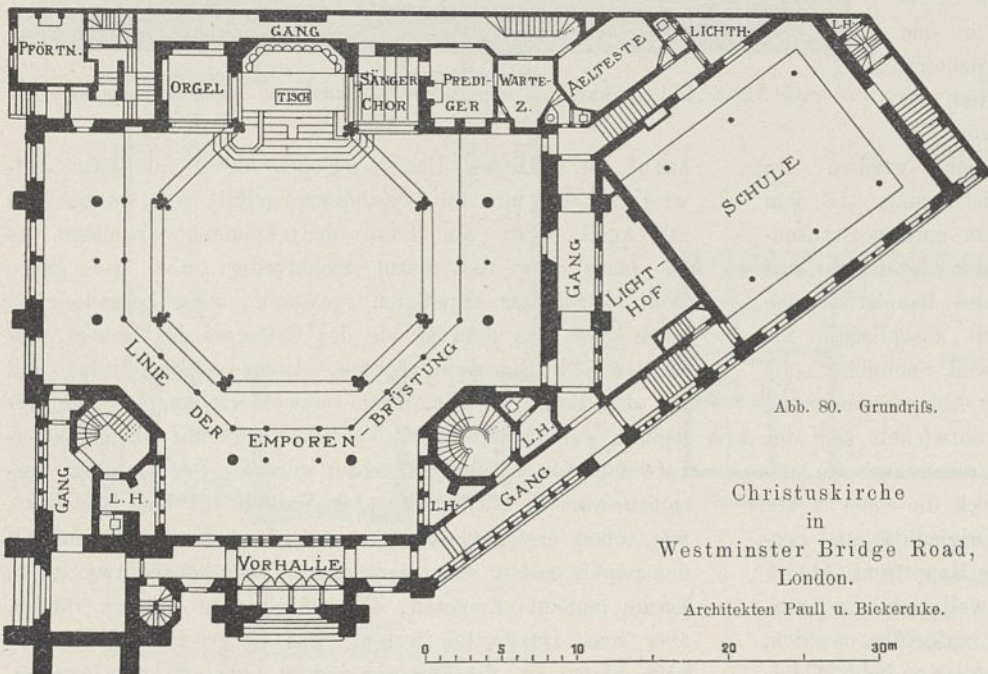 GANG
L.H.
PFÖRTN.
ORGEL
TISCH
SÄNGER
CHOR
PREDI-
GER
WARTE-
Z.
AELTESTE
LICHTH.
SCHULE
GANG
LICHT
HOF
LINIE DER EMPOREN-BRÜSTUNG
GANG
L.H.
L.H.
L.H.
GANG
VORHALLE
Abb. 80. Grundriſs.
Christuskirche
in
Westminster Bridge Road,
London.
Architekten Paull u. Bickerdike.
0 5 10 20 30m